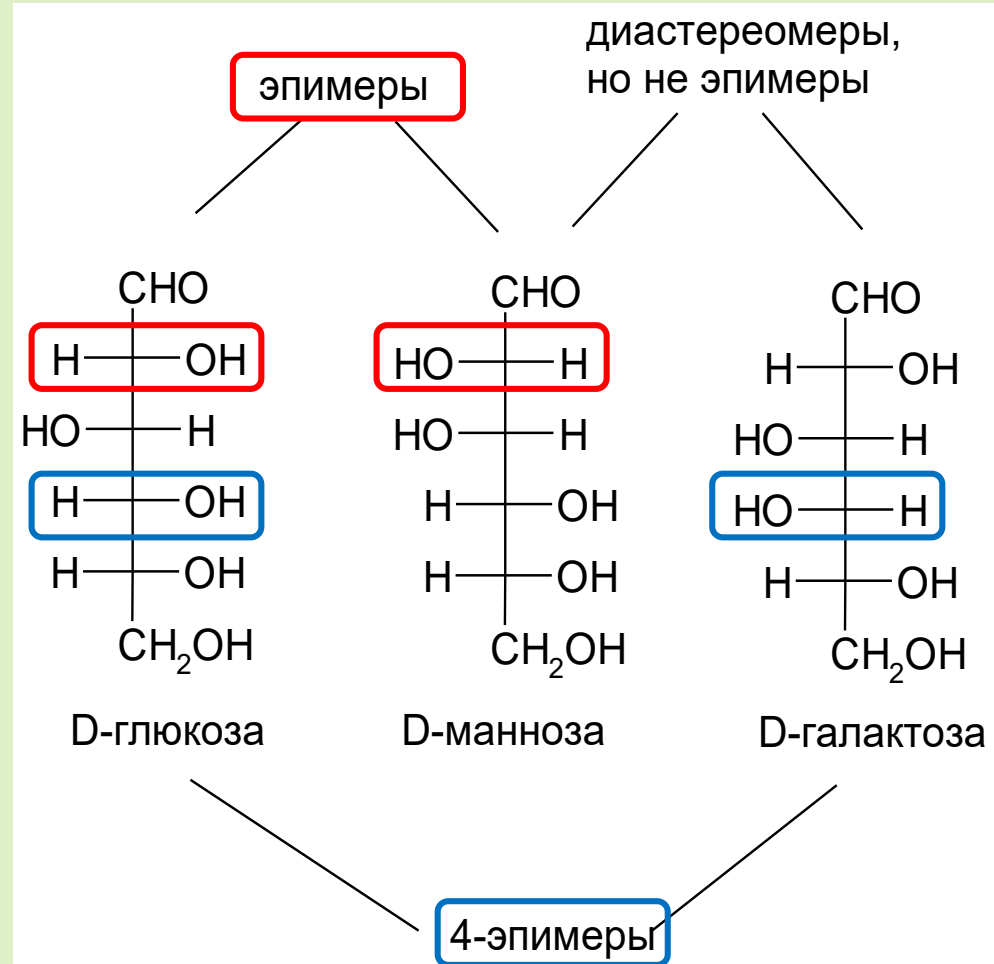 диастереомеры,
эпимеры
но не эпимеры
CHO CHO CHO
H OH HO H H OH
HO H HO H HO H
H OH H OH HO H
H OH H OH H OH
CH₂OH CH₂OH CH₂OH
D-глюкоза D-манноза D-галактоза
4-эпимеры